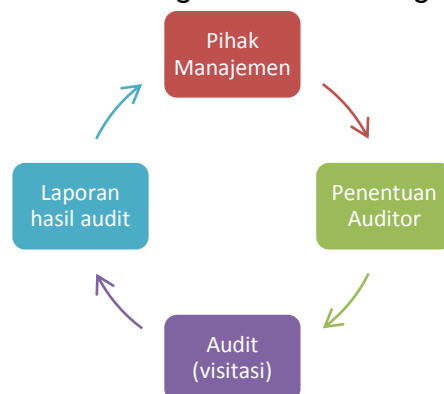 Pihak
Manajemen
Penentuan
Auditor
Audit
(visitasi)
Laporan
hasil audit